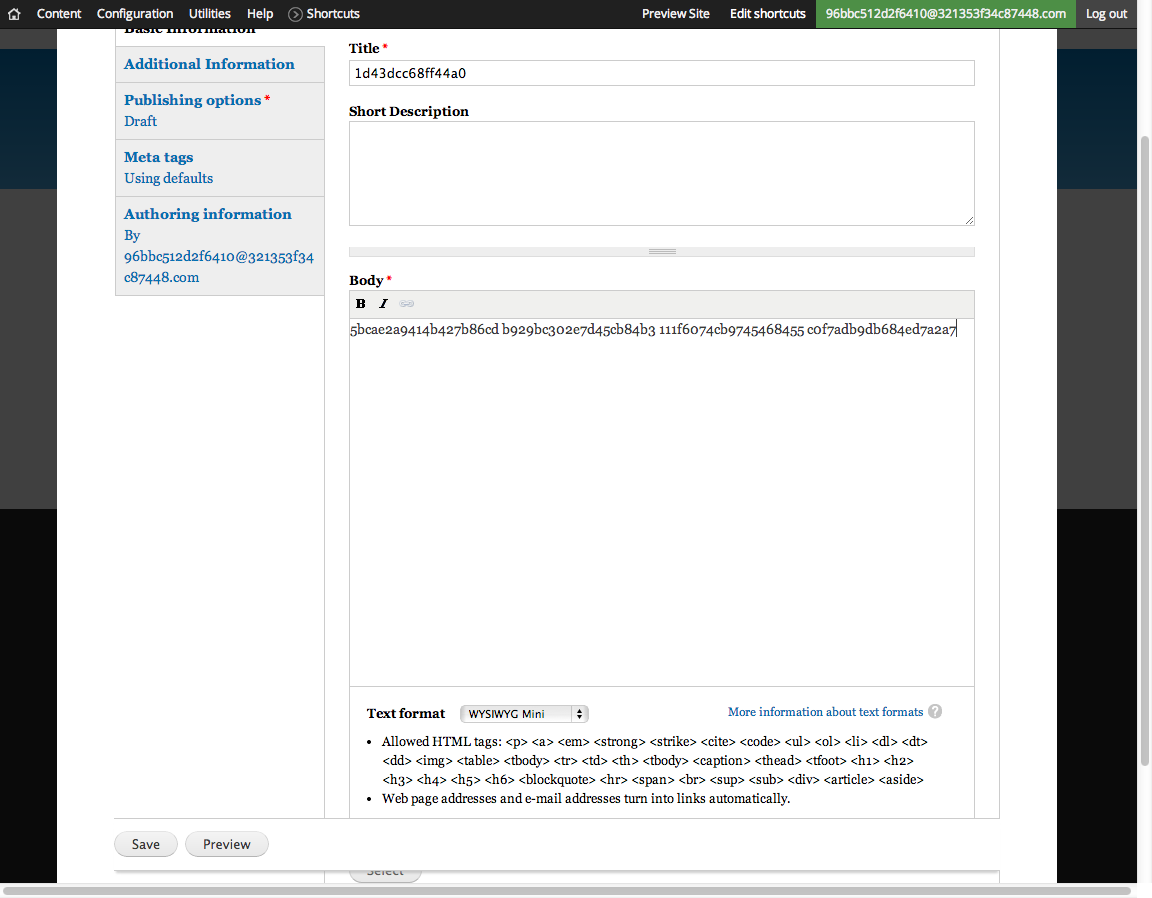 Content Configuration Utilities Help Shortcuts Preview Site Edit shortcuts 96bbc512d2f6410@321353f34c87448.com Log out
Basic Information
Additional Information
Publishing options *
Draft
Meta tags
Using defaults
Authoring information
By
96bbc512d2f6410@321353f34
c87448.com
Title *
1d43dcc68ff44a0
Short Description
Body *
B I
5bcae2a9414b427b86cd b929bc302e7d45cb84b3 111f6074cb9745468455 c0f7adb9db684ed7a2a7
Text format WYSIWYG Mini More information about text formats ?
• Allowed HTML tags: <p> <a> <em> <strong> <strike> <cite> <code> <ul> <ol> <li> <dl> <dt>
<dd> <img> <table> <tbody> <tr> <td> <th> <tbody> <caption> <thead> <tfoot> <h1> <h2>
<h3> <h4> <h5> <h6> <blockquote> <hr> <span> <br> <sup> <sub> <div> <article> <aside>
• Web page addresses and e-mail addresses turn into links automatically.
Save Preview
Select